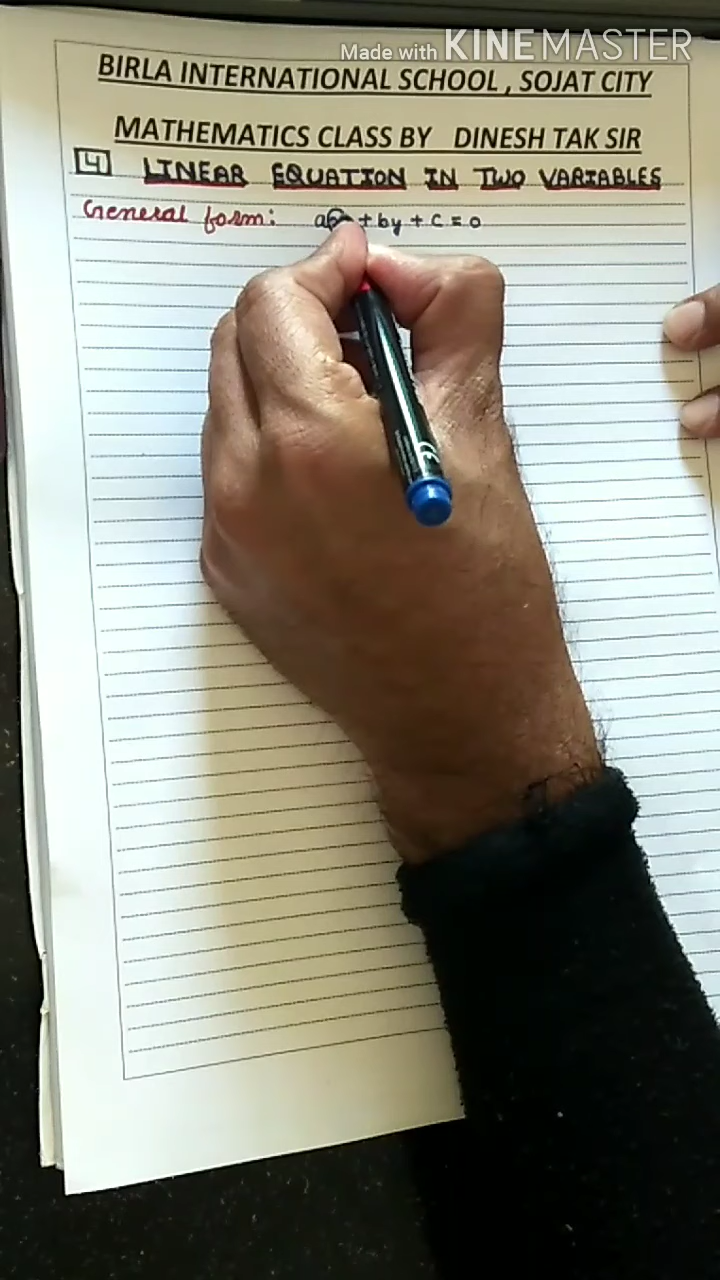 Made with KINEMASTER
BIRLA INTERNATIONAL SCHOOL , SOJAT CITY
MATHEMATICS CLASS BY DINESH TAK SIR
4 LINEAR EQUATION IN TWO VARIABLES
General form: ax + by + c = 0